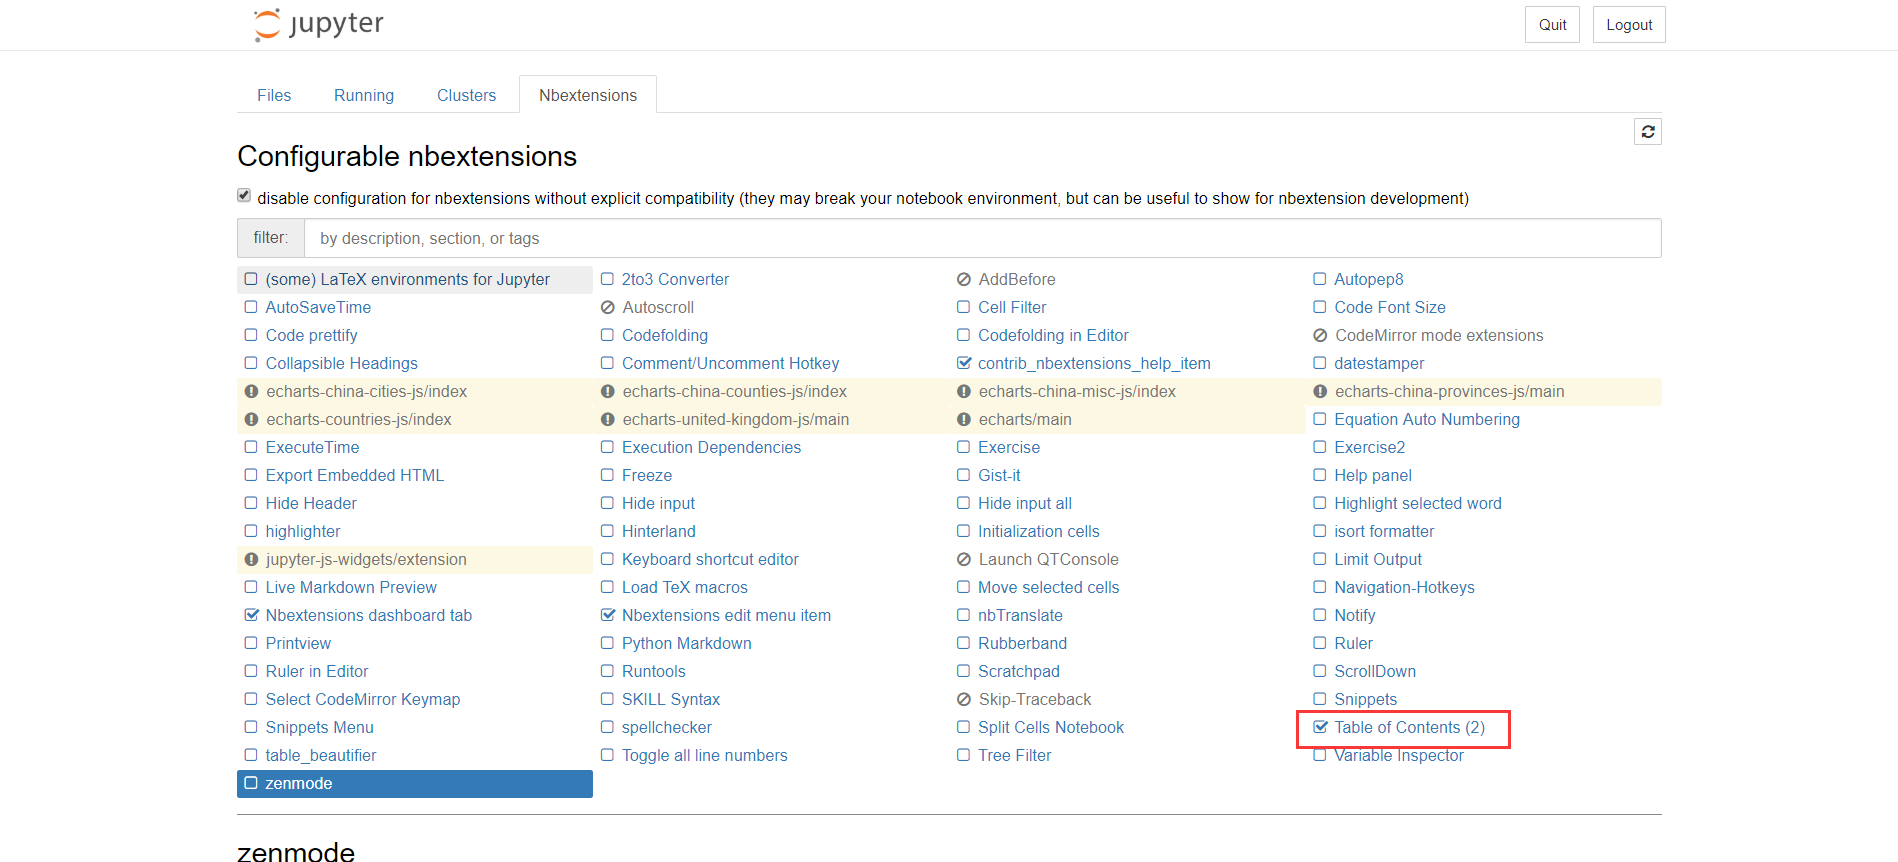 jupyter
Quit Logout
Files Running Clusters Nbextensions
Configurable nbextensions
disable configuration for nbextensions without explicit compatibility (they may break your notebook environment, but can be useful to show for nbextension development)
filter: by description, section, or tags
(some) LaTeX environments for Jupyter 2to3 Converter AddBefore Autopep8
AutoSaveTime Autoscroll Cell Filter Code Font Size
Code prettify Codefolding Codefolding in Editor CodeMirror mode extensions
Collapsible Headings Comment/Uncomment Hotkey contrib_nbextensions_help_item datestamper
echarts-china-cities-js/index echarts-china-counties-js/index echarts-china-misc-js/index echarts-china-provinces-js/main
echarts-countries-js/index echarts-united-kingdom-js/main echarts/main Equation Auto Numbering
ExecuteTime Execution Dependencies Exercise Exercise2
Export Embedded HTML Freeze Gist-it Help panel
Hide Header Hide input Hide input all Highlight selected word
highlighter Hinterland Initialization cells isort formatter
jupyter-js-widgets/extension Keyboard shortcut editor Launch QTConsole Limit Output
Live Markdown Preview Load TeX macros Move selected cells Navigation-Hotkeys
Nbextensions dashboard tab Nbextensions edit menu item nbTranslate Notify
Printview Python Markdown Rubberband Ruler
Ruler in Editor Runtools Scratchpad ScrollDown
Select CodeMirror Keymap SKILL Syntax Skip-Traceback Snippets
Snippets Menu spellchecker Split Cells Notebook Table of Contents (2)
table_beautifier Toggle all line numbers Tree Filter Variable Inspector
zenmode
zenmode